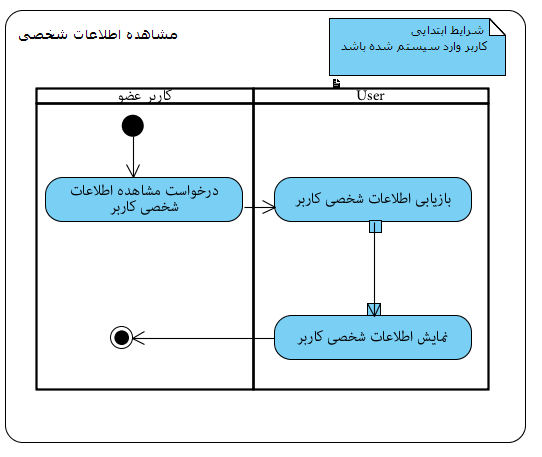 مشاهده اطلاعات شخصی
شرایط ابتدایی
کاربر وارد سیستم شده باشد
کاربر عضو
User
درخواست مشاهده اطلاعات
شخصی کاربر
بازیابی اطلاعات شخصی کاربر
نمایش اطلاعات شخصی کاربر